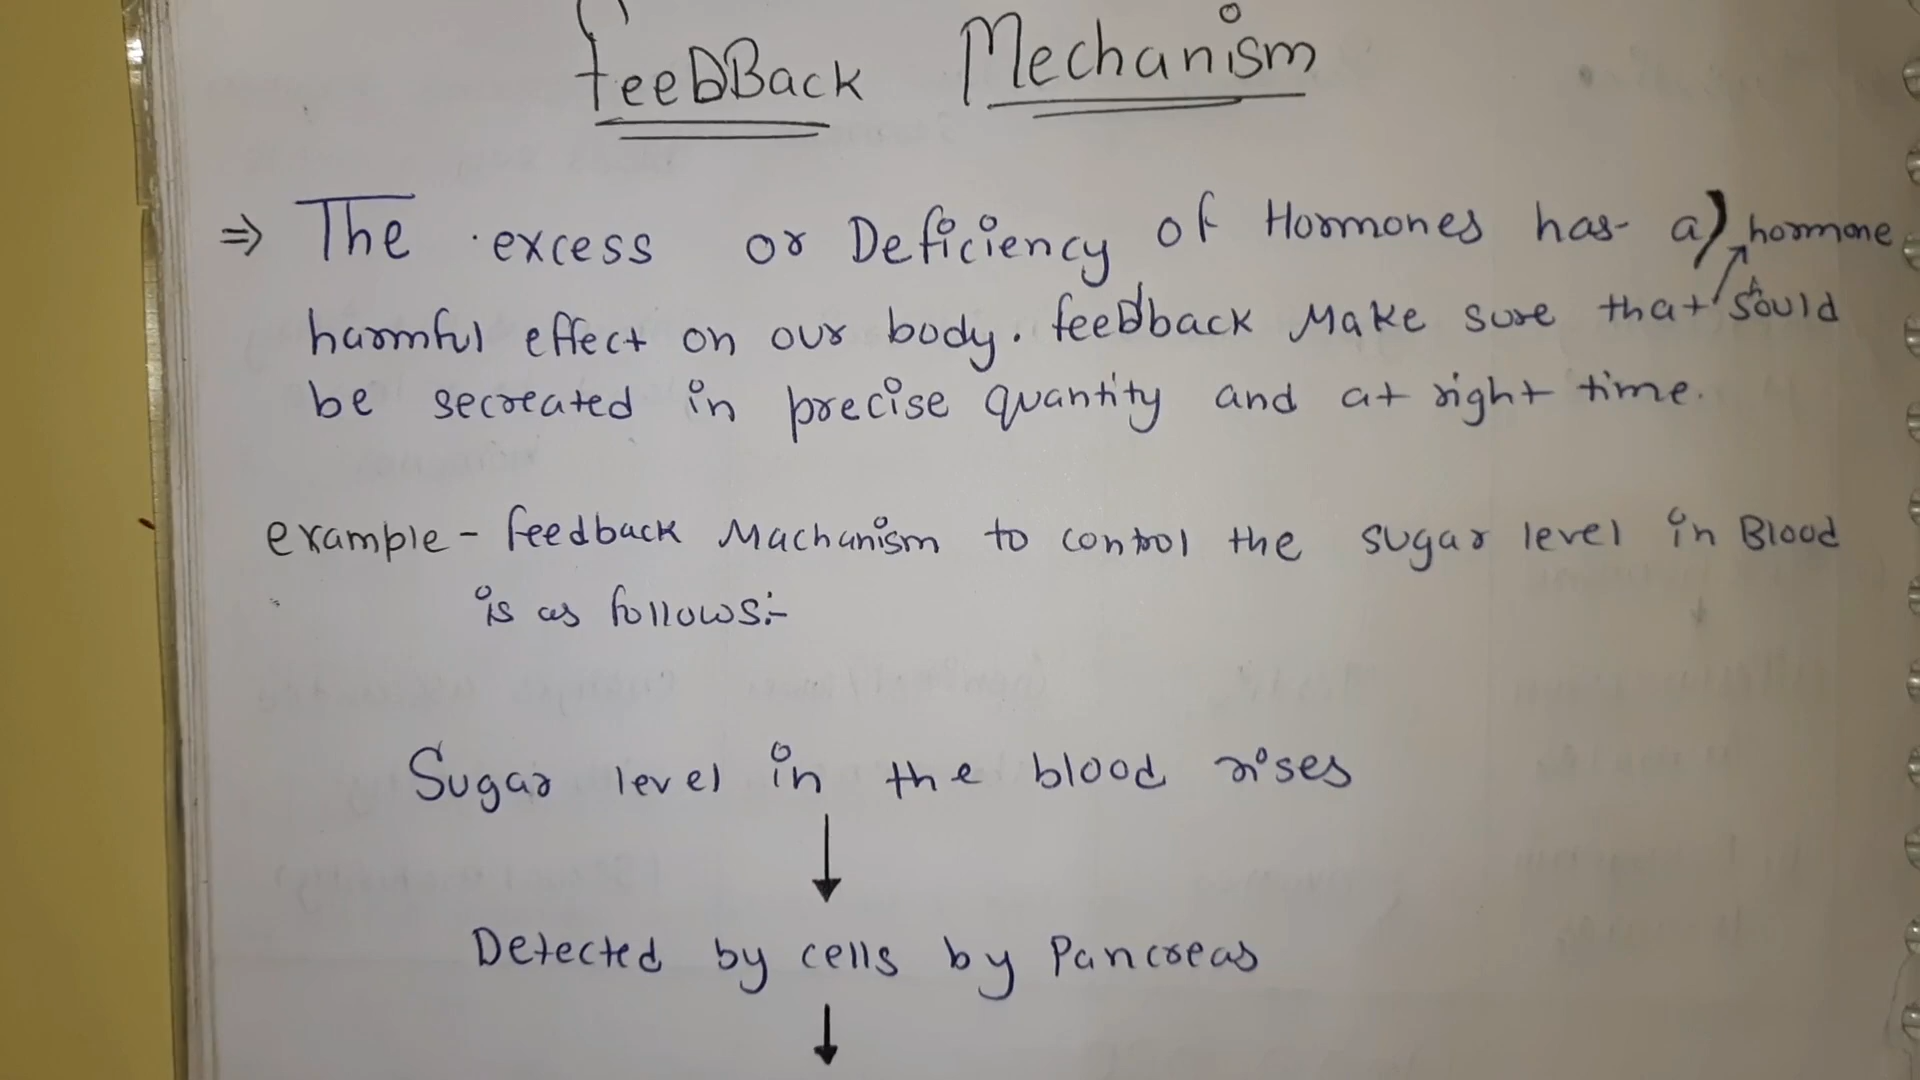 feeDBack Mechanism
⇒ The excess or Deficiency of Hormones has a) hormone
harmful effect on our body. feedback Make sure that should
be secreated in precise quantity and at right time.
example - feedback Machanism to control the sugar level in Blood
is as follows:-
Sugar level in the blood rises
↓
Detected by cells by Pancreas
↓